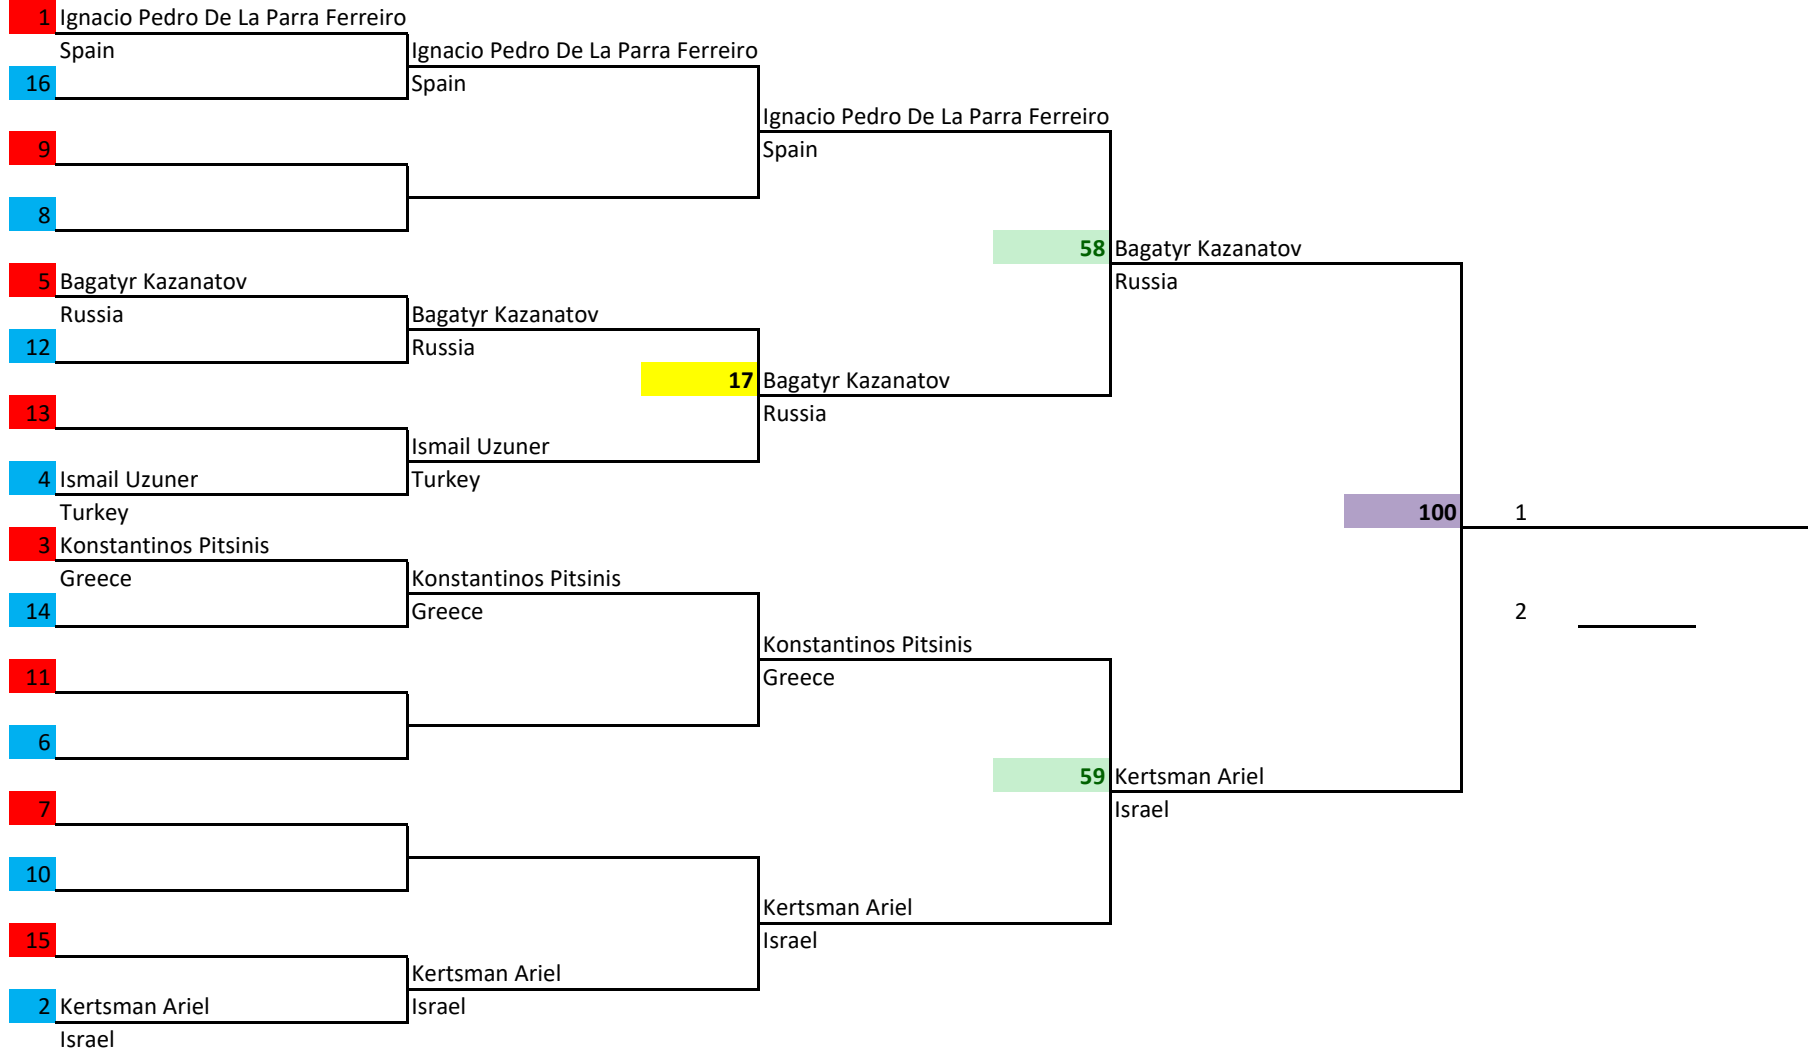 1 Ignacio Pedro De La Parra Ferreiro
Spain Ignacio Pedro De La Parra Ferreiro
16 Spain
Ignacio Pedro De La Parra Ferreiro
9 Spain
8
58 Bagatyr Kazanatov
5 Bagatyr Kazanatov Russia
Russia Bagatyr Kazanatov
12 Russia
17 Bagatyr Kazanatov
13 Russia
Ismail Uzuner
4 Ismail Uzuner Turkey
Turkey 100 1
3 Konstantinos Pitsinis
Greece Konstantinos Pitsinis
14 Greece 2
Konstantinos Pitsinis
11 Greece
6
59 Kertsman Ariel
7 Israel
10
Kertsman Ariel
15 Israel
Kertsman Ariel
2 Kertsman Ariel Israel
Israel